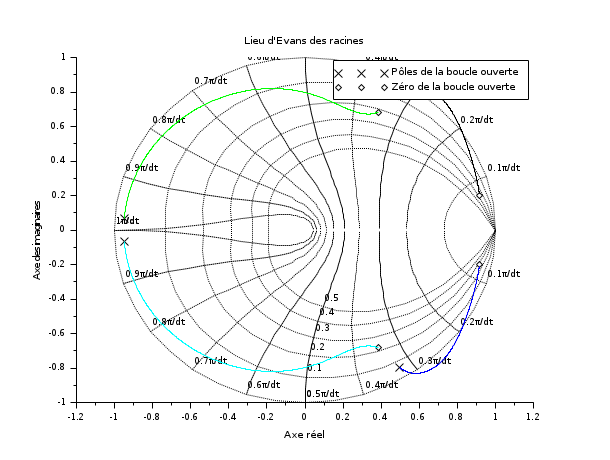 Lieu d'Evans des racines
Pôles de la boucle ouverte
Zéro de la boucle ouverte
1
0.8
0.6
0.4
0.2
0
-0.2
-0.4
-0.6
-0.8
-1
Axe des imaginaires
0.7π/dt
0.8π/dt
0.9π/dt
1π/dt
0.9π/dt
0.8π/dt
0.7π/dt
0.6π/dt
0.5π/dt
0.4π/dt
0.3π/dt
0.2π/dt
0.1π/dt
0.1π/dt
0.2π/dt
0.5
0.4
0.3
0.2
0.1
-1.2
-1
-0.8
-0.6
-0.4
-0.2
0
0.2
0.4
0.6
0.8
1
1.2
Axe réel